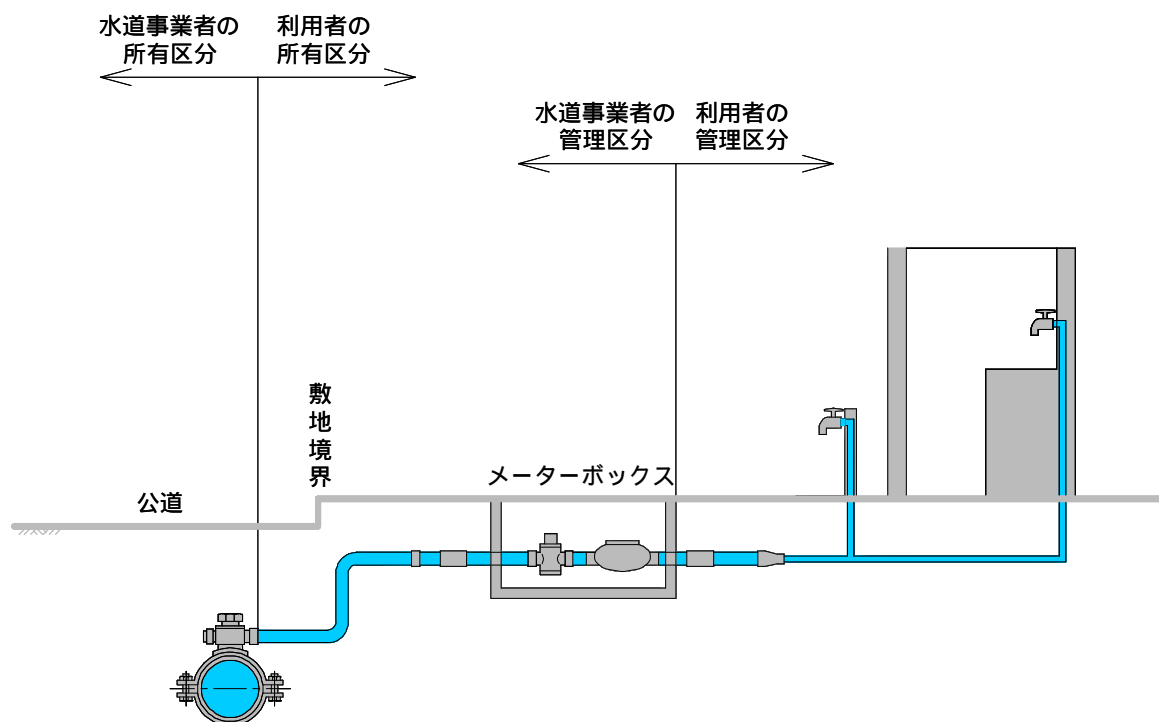 水道事業者の
所有区分
利用者の
所有区分
水道事業者の
管理区分
利用者の
管理区分
敷地境界
メーターボックス
公道